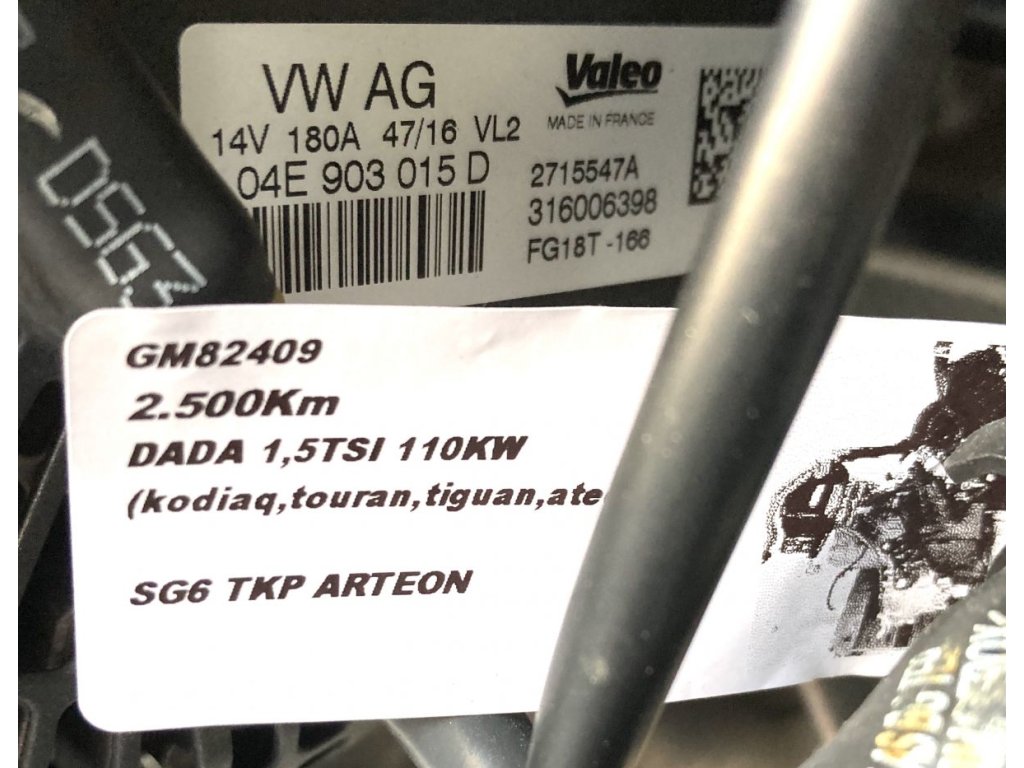 VW AG
14V 180A 47/16 VL2
04E 903 015 D
Valeo
MADE IN FRANCE
2715547A
316006398
FG18T -166
GM82409
2.500Km
DADA 1,5TSI 110KW
(kodiaq,touran,tiguan,ate
SG6 TKP ARTEON